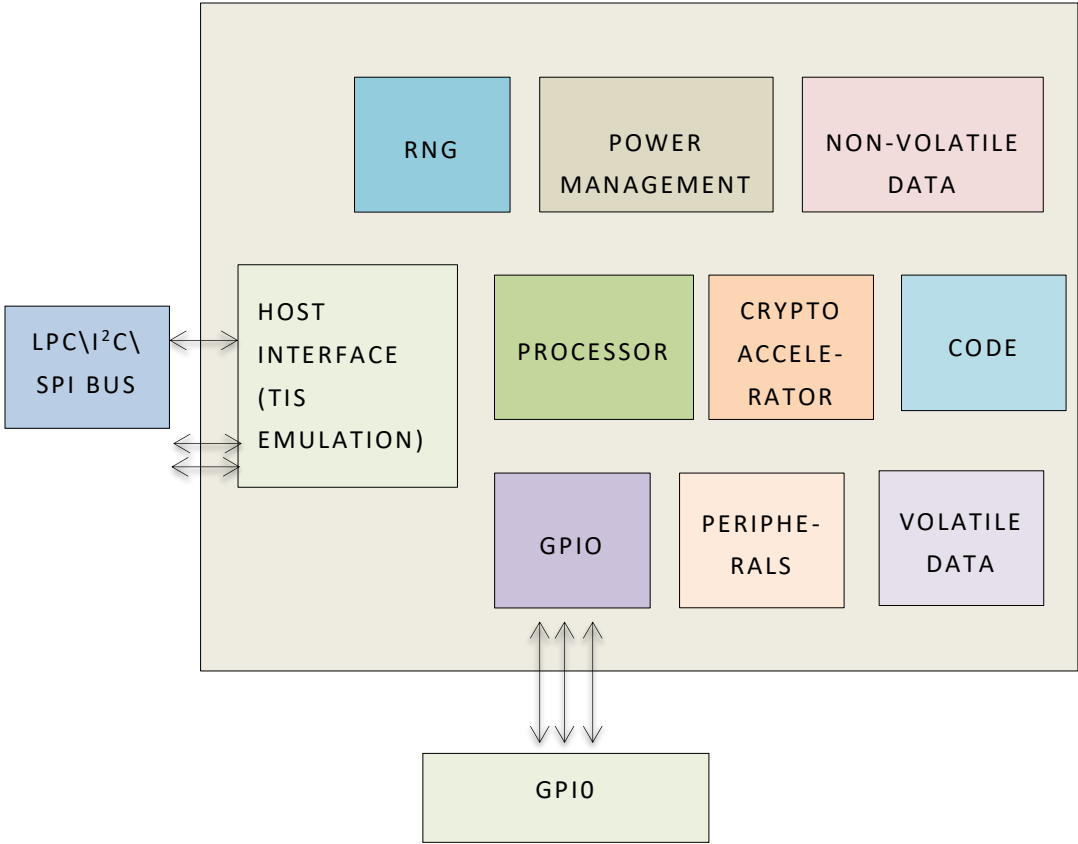 RNG
POWER
MANAGEMENT
NON-VOLATILE
DATA
LPC\I²C\
SPI BUS
HOST
INTERFACE
(TIS
EMULATION)
PROCESSOR
CRYPTO
ACCELE-
RATOR
CODE
GPIO
PERIPHE-
RALS
VOLATILE
DATA
GPI0